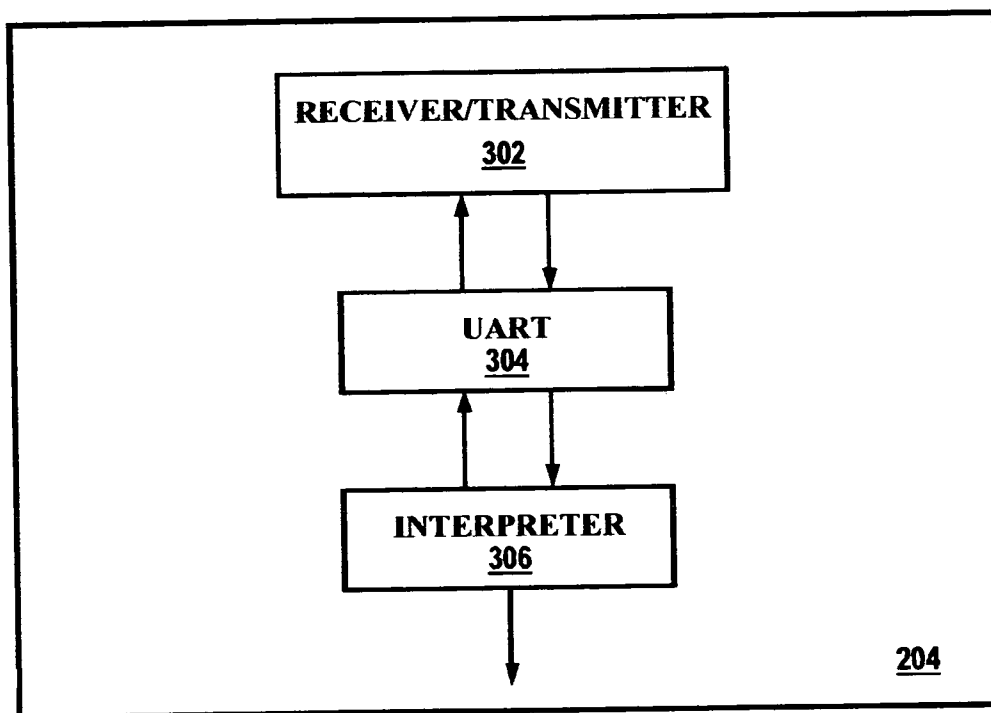 RECEIVER/TRANSMITTER
302
UART
304
INTERPRETER
306
204